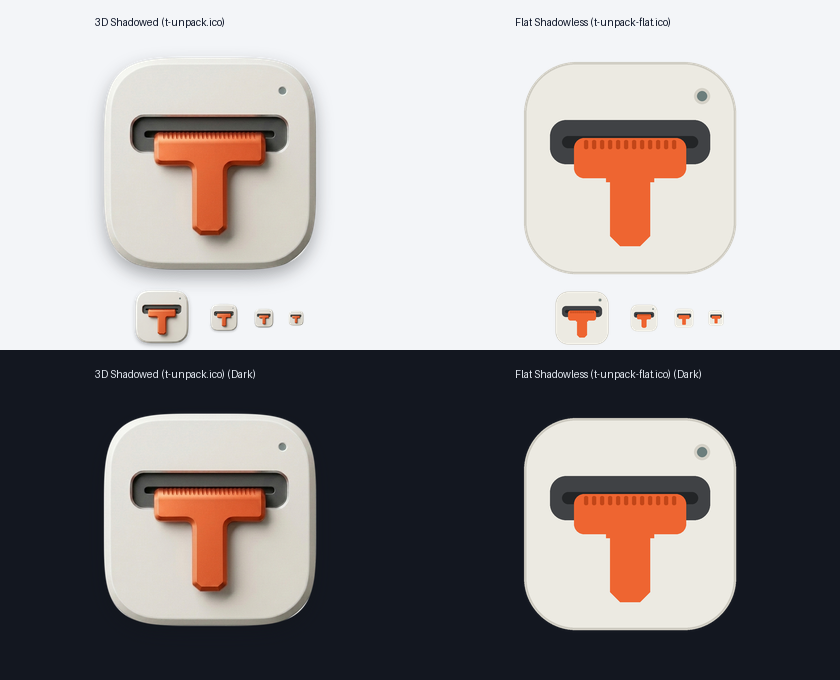 3D Shadowed (t-unpack.ico)
Flat Shadowless (t-unpack-flat.ico)
3D Shadowed (t-unpack.ico) (Dark)
Flat Shadowless (t-unpack-flat.ico) (Dark)